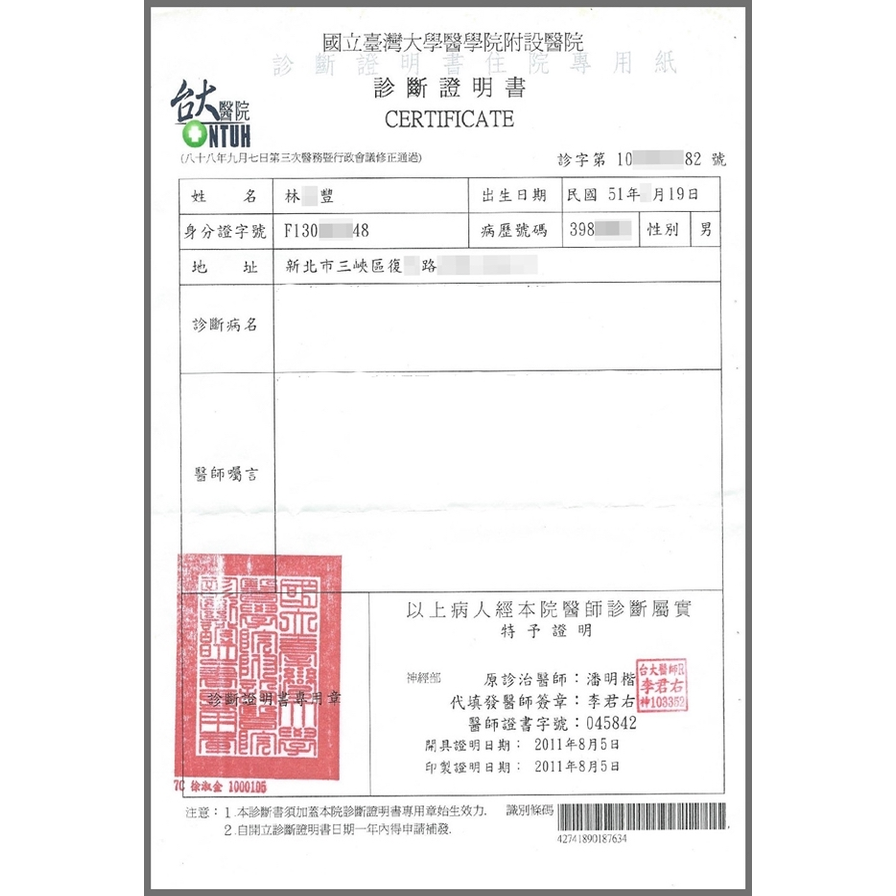 國立臺灣大學醫學院附設醫院
診斷證明書住院專用紙
診斷證明書
CERTIFICATE
台大醫院
NTUH
(八十八年九月七日第三次醫務暨行政會議修正通過)
診字第 10 82 號
姓名 林 豐 出生日期 民國 51年 月19日
身分證字號 F130 48 病歷號碼 398 性別 男
地址 新北市三峽區復 路
診斷病名
醫師囑言
以上病人經本院醫師診斷屬實
特予證明
國立臺灣大學醫學院附設醫院診斷證明書專用章
診斷證明書專用章
神經部 原診治醫師：潘明楷
代填發醫師簽章：李君右
台大醫師
李君右
神103352
醫師證書字號：045842
開具證明日期： 2011年8月5日
印製證明日期： 2011年8月5日
7C 徐淑金 1000105
注意：1.本診斷書須加蓋本院診斷證明書專用章始生效力. 識別條碼
2.自開立診斷證明書日期一年內得申請補發.
42741890187634